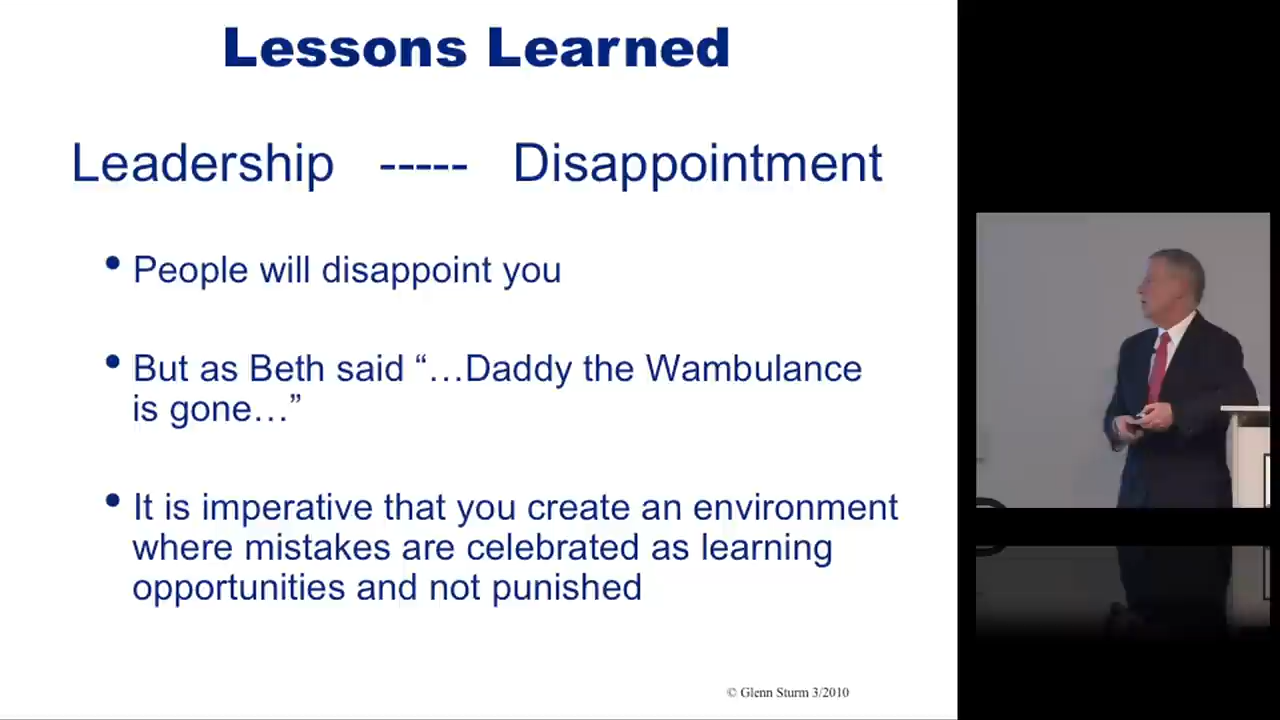 Lessons Learned
Leadership ----- Disappointment
• People will disappoint you
• But as Beth said “…Daddy the Wambulance
is gone…”
• It is imperative that you create an environment
where mistakes are celebrated as learning
opportunities and not punished
© Glenn Sturm 3/2010